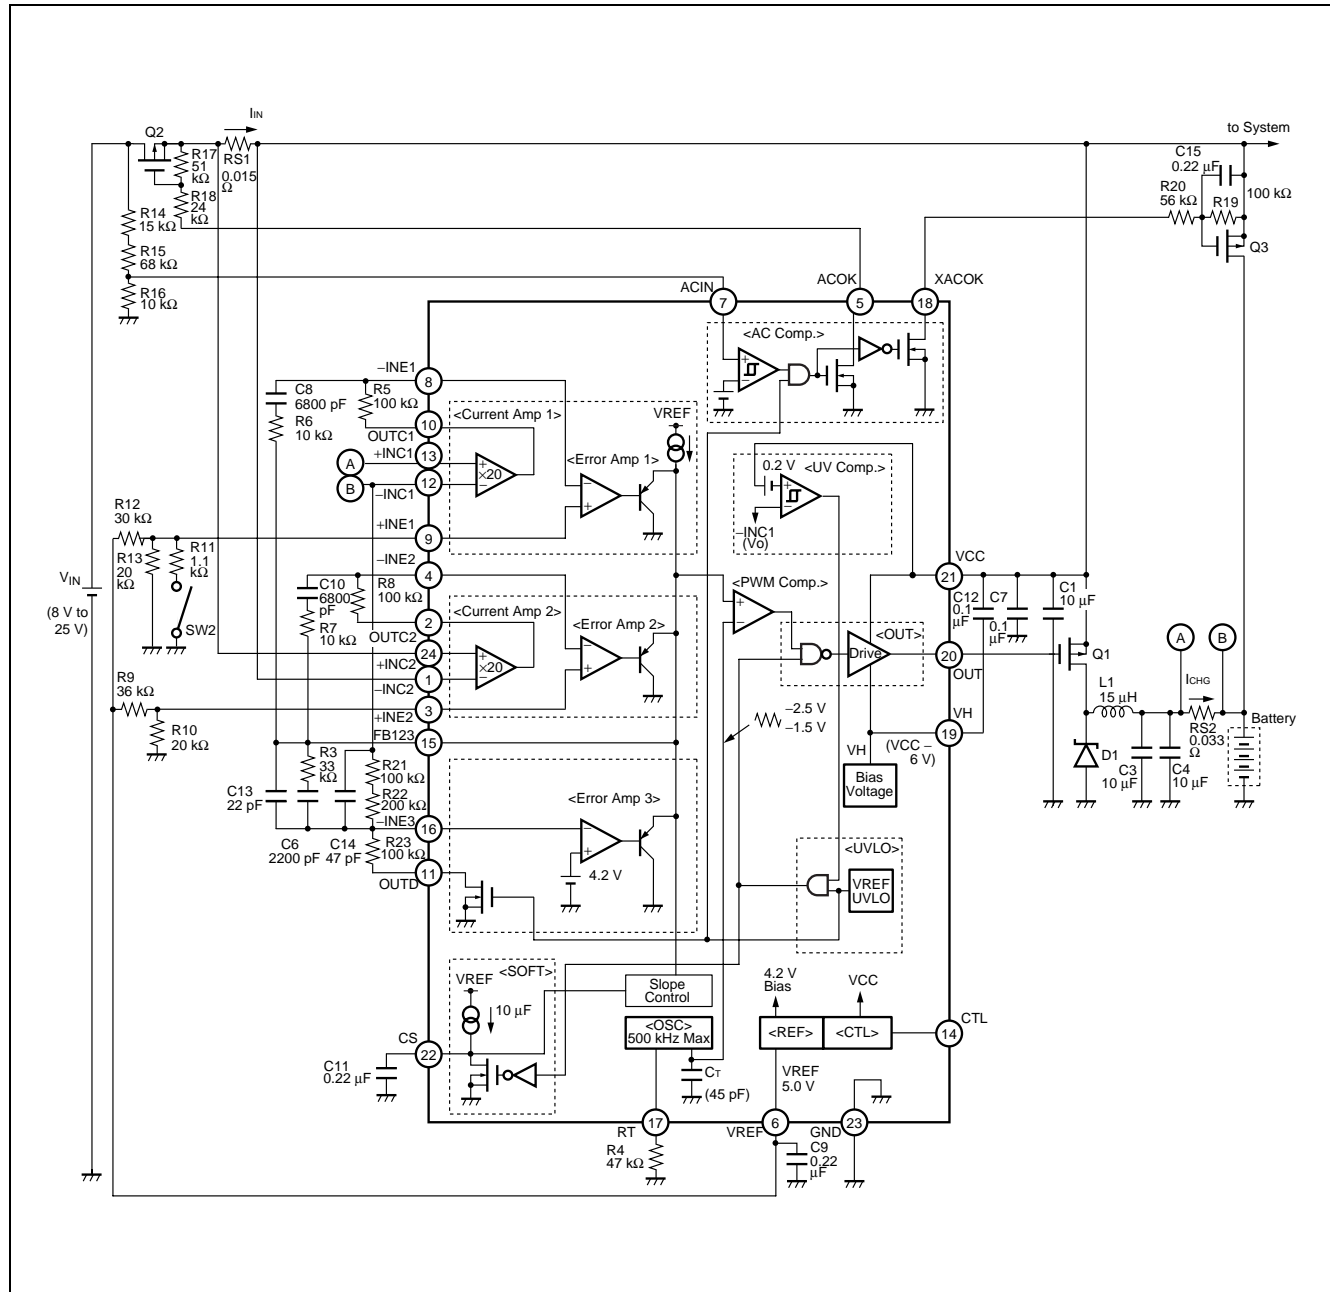 to System
IIN
Q2
R17
51
kΩ
RS1
0.015
Ω
R18
24
kΩ
R14
15 kΩ
R15
68 kΩ
R16
10 kΩ
C15
0.22 µF
R20
56 kΩ
100 kΩ
R19
Q3
ACIN
7
ACOK
5
XACOK
18
<AC Comp.>
+
−
−INE1
8
C8
6800 pF
R5
100 kΩ
R6
10 kΩ
10
OUTC1
+INC1
13
A
B
12
−INC1
<Current Amp 1>
+
×20
−
<Error Amp 1>
−
+
VREF
0.2 V
<UV Comp.>
+
−
−INC1
(Vo)
R12
30 kΩ
+INE1
9
R13
20
kΩ
R11
1.1
kΩ
SW2
VIN
(8 V to
25 V)
−INE2
4
C10
6800
pF
R8
100 kΩ
R7
10 kΩ
2
OUTC2
24
+INC2
1
−INC2
<Current Amp 2>
+
×20
−
<Error Amp 2>
−
+
<PWM Comp.>
+
−
<OUT>
Drive
VCC
21
C12
0.1
µF
C7
0.1
µF
C1
10 µF
20
OUT
Q1
A
B
L1
15 µH
ICHG
RS2
0.033
Ω
Battery
D1
C3
10 µF
C4
10 µF
VH
19
(VCC −
6 V)
VH
Bias
Voltage
−2.5 V
−1.5 V
R9
36 kΩ
3
+INE2
R10
20 kΩ
FB123
15
R3
33
kΩ
R21
100 kΩ
R22
200 kΩ
C13
22 pF
−INE3
16
C6
2200 pF
C14
47 pF
R23
100 kΩ
11
OUTD
<Error Amp 3>
−
+
4.2 V
<UVLO>
VREF
UVLO
<SOFT>
VREF
10 µF
Slope
Control
4.2 V
Bias
VCC
<OSC>
500 kHz Max
<REF>
<CTL>
14
CTL
CS
22
C11
0.22 µF
CT
(45 pF)
VREF
5.0 V
RT
17
VREF
6
GND
23
R4
47 kΩ
C9
0.22
µF